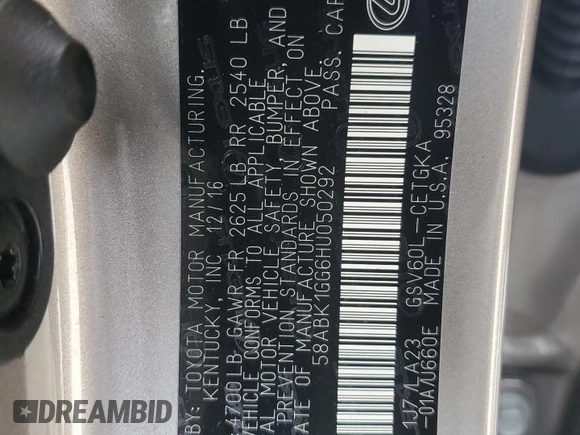 BY: TOYOTA MOTOR MANUFACTURING,
KENTUCKY, INC 12/16
4700LB GAWR-FR 2625 LB RR 2540 LB
VEHICLE CONFORMS TO ALL APPLICABLE
AL MOTOR VEHICLE SAFETY, BUMPER, AND
PREVENTION STANDARDS IN EFFECT ON
ATE OF MANUFACTURE SHOWN ABOVE.
58ABK1GG6HU050292 PASS. CAR
1J7/LA23 GSV60L-CETGKA
-01A/U660E MADE IN U.S.A. 95328
DREAMBID